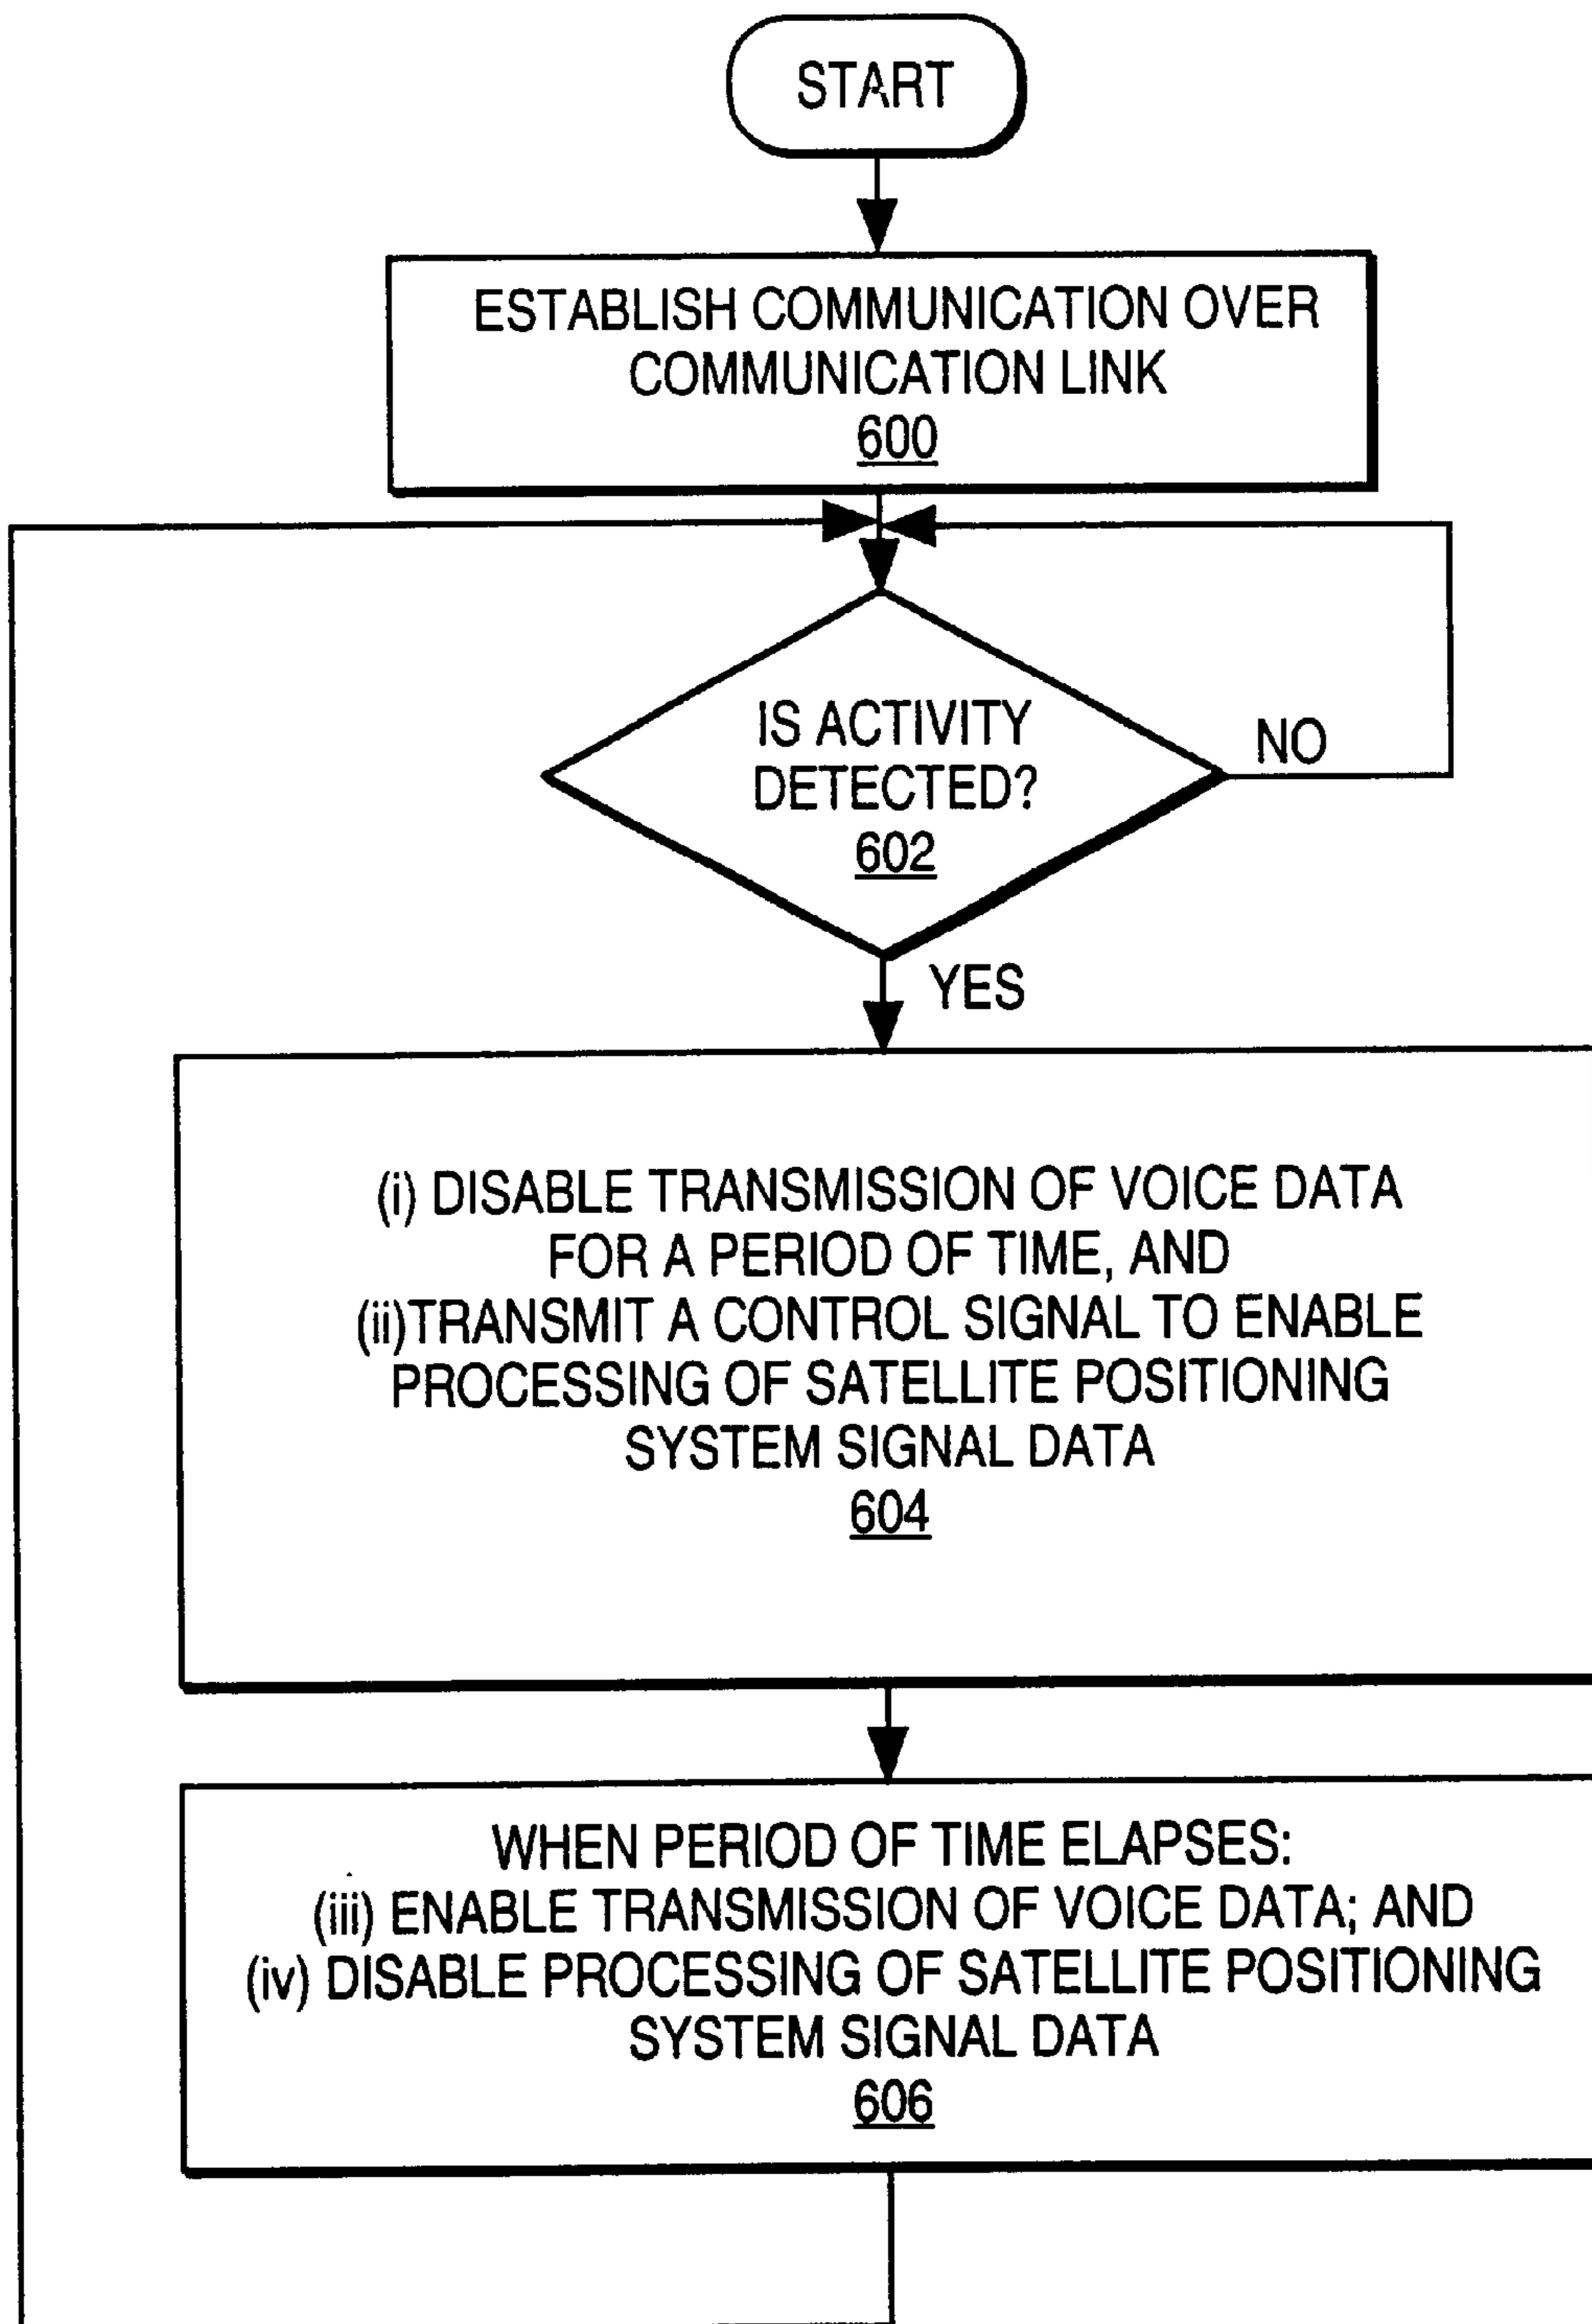 START
ESTABLISH COMMUNICATION OVER
COMMUNICATION LINK
600
IS ACTIVITY
DETECTED?
602
NO
YES
(i) DISABLE TRANSMISSION OF VOICE DATA
FOR A PERIOD OF TIME, AND
(ii)TRANSMIT A CONTROL SIGNAL TO ENABLE
PROCESSING OF SATELLITE POSITIONING
SYSTEM SIGNAL DATA
604
WHEN PERIOD OF TIME ELAPSES:
(iii) ENABLE TRANSMISSION OF VOICE DATA; AND
(iv) DISABLE PROCESSING OF SATELLITE POSITIONING
SYSTEM SIGNAL DATA
606